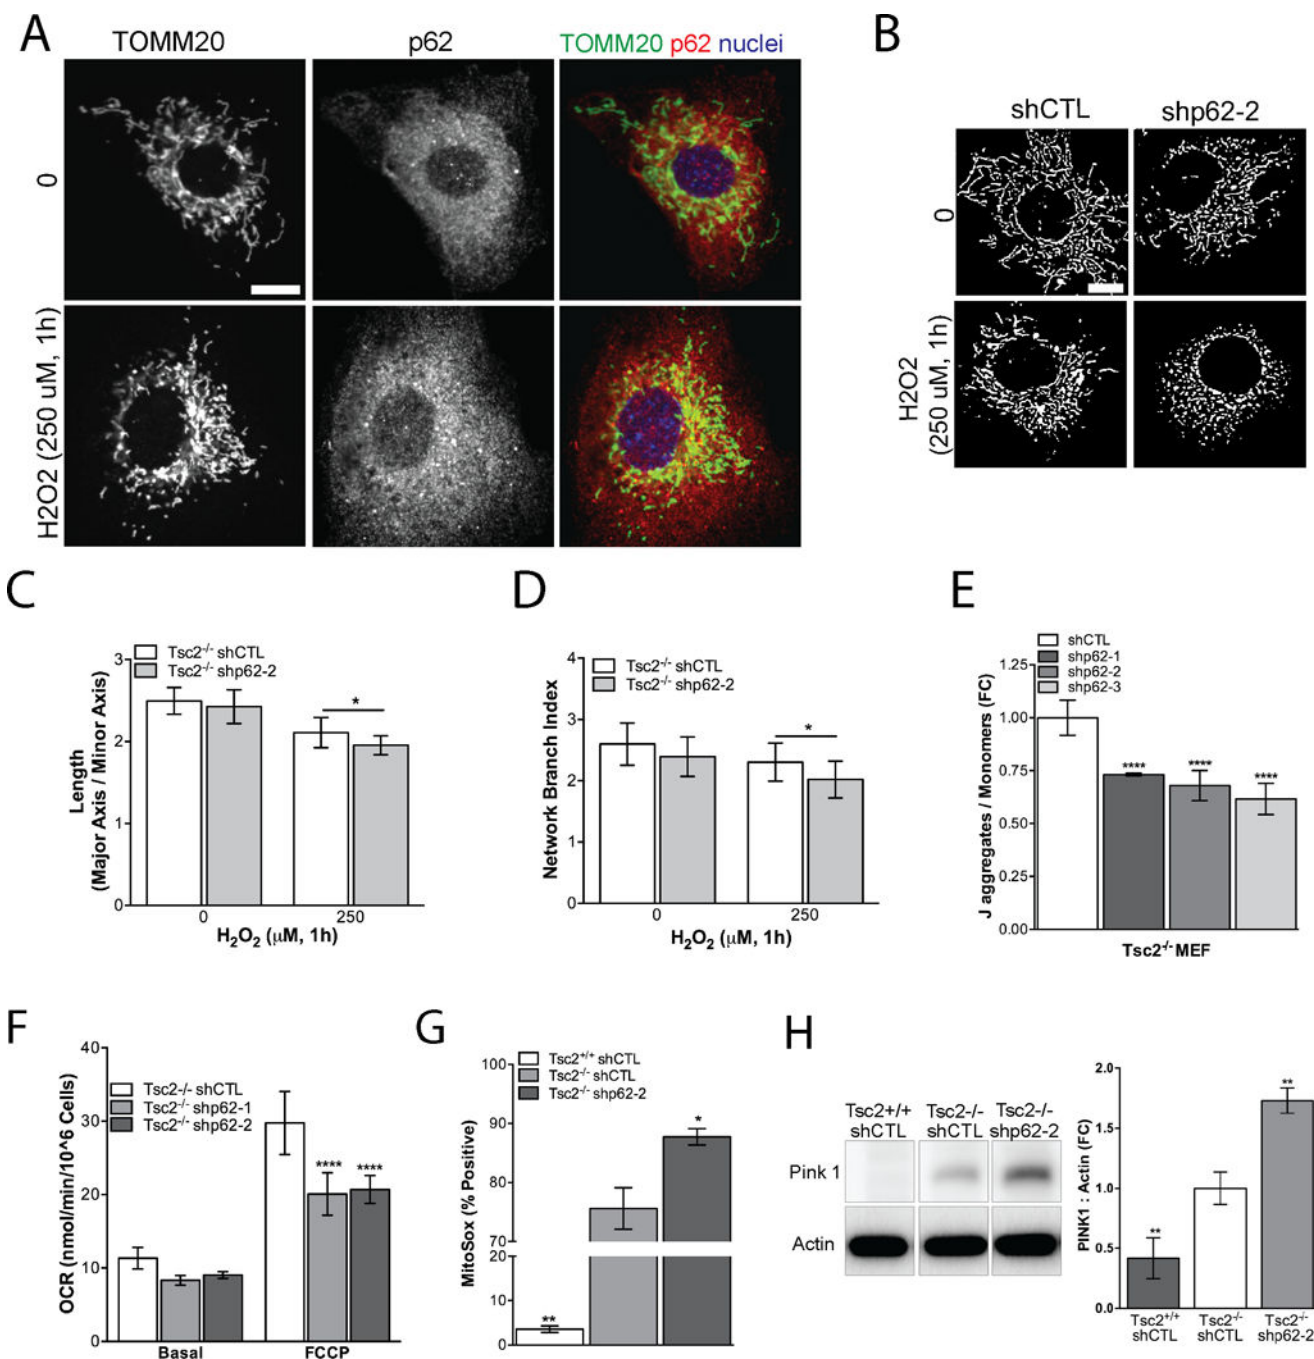 A
TOMM20
p62
TOMM20 p62 nuclei
0
H2O2 (250 uM, 1h)
B
shCTL
shp62-2
0
H2O2
(250 uM, 1h)
C
Tsc2-/- shCTL
Tsc2-/- shp62-2
Length
(Major Axis / Minor Axis)
3
2
1
0
*
0
250
H2O2 (μM, 1h)
D
Tsc2-/- shCTL
Tsc2-/- shp62-2
Network Branch Index
4
3
2
1
0
*
0
250
H2O2 (μM, 1h)
E
shCTL
shp62-1
shp62-2
shp62-3
J aggregates / Monomers (FC)
1.25
1.00
0.75
0.50
0.25
0.00
****
****
****
Tsc2-/- MEF
F
Tsc2-/- shCTL
Tsc2-/- shp62-1
Tsc2-/- shp62-2
OCR (nmol/min/10^6 Cells)
40
30
20
10
0
****
****
Basal
FCCP
G
Tsc2+/+ shCTL
Tsc2-/- shCTL
Tsc2-/- shp62-2
MitoSox (% Positive)
100
90
80
70
20
10
0
**
*
H
Tsc2+/+
shCTL
Tsc2-/-
shCTL
Tsc2-/-
shp62-2
Pink 1
Actin
PINK1 : Actin (FC)
2.0
1.5
1.0
0.5
0.0
**
**
Tsc2+/+
shCTL
Tsc2-/-
shCTL
Tsc2-/-
shp62-2